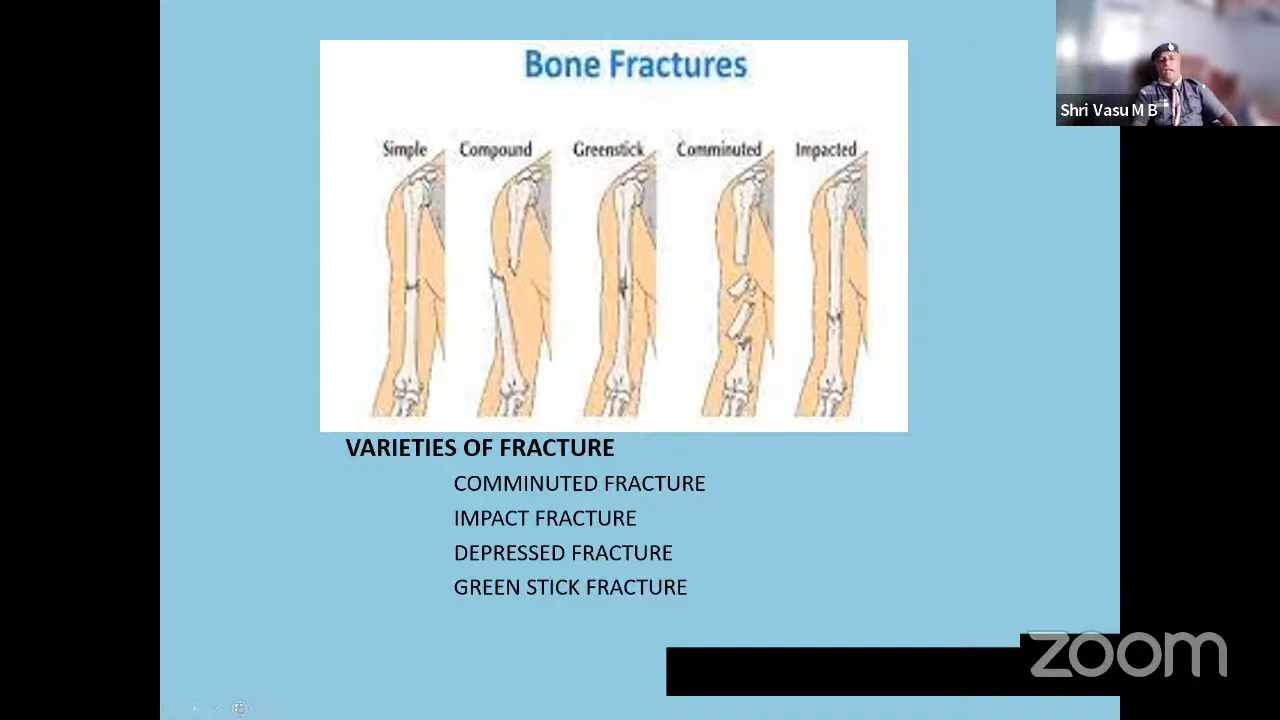 Bone Fractures
Simple Compound Greenstick Comminuted Impacted
VARIETIES OF FRACTURE
COMMINUTED FRACTURE
IMPACT FRACTURE
DEPRESSED FRACTURE
GREEN STICK FRACTURE
Shri Vasu M B
zoom